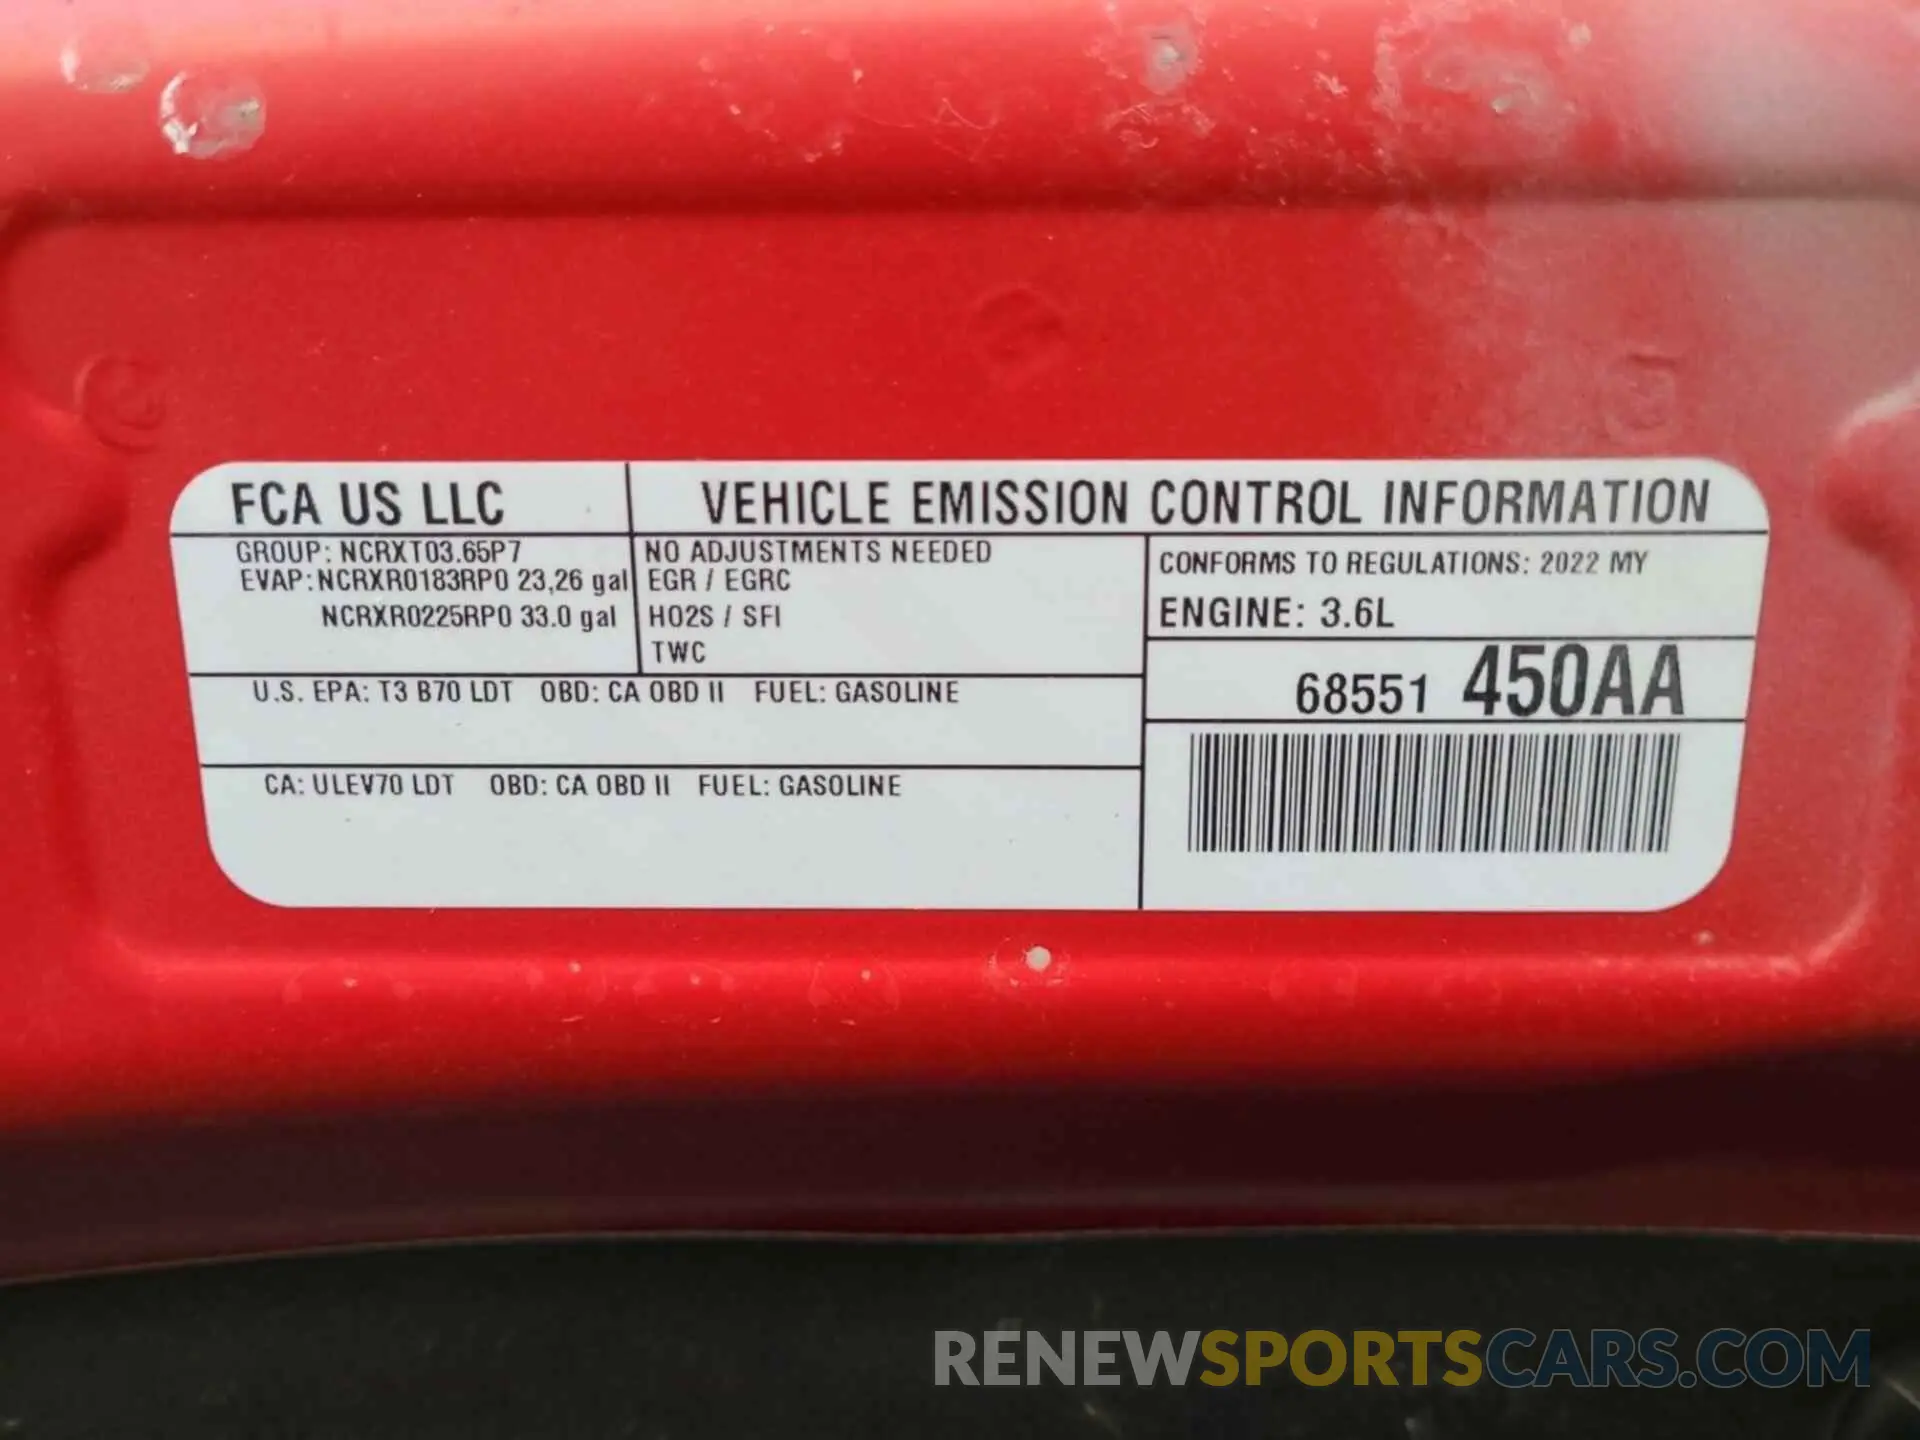 FCA US LLC
VEHICLE EMISSION CONTROL INFORMATION
GROUP: NCRXT03.65P7
EVAP: NCRXR0183RP0 23,26 gal
NCRXR0225RP0 33.0 gal
NO ADJUSTMENTS NEEDED
EGR / EGRC
HO2S / SFI
TWC
CONFORMS TO REGULATIONS: 2022 MY
ENGINE: 3.6L
68551 450AA
U.S. EPA: T3 B70 LDT OBD: CA OBD II FUEL: GASOLINE
CA: ULEV70 LDT OBD: CA OBD II FUEL: GASOLINE
RENEWSPORTSCARS.COM